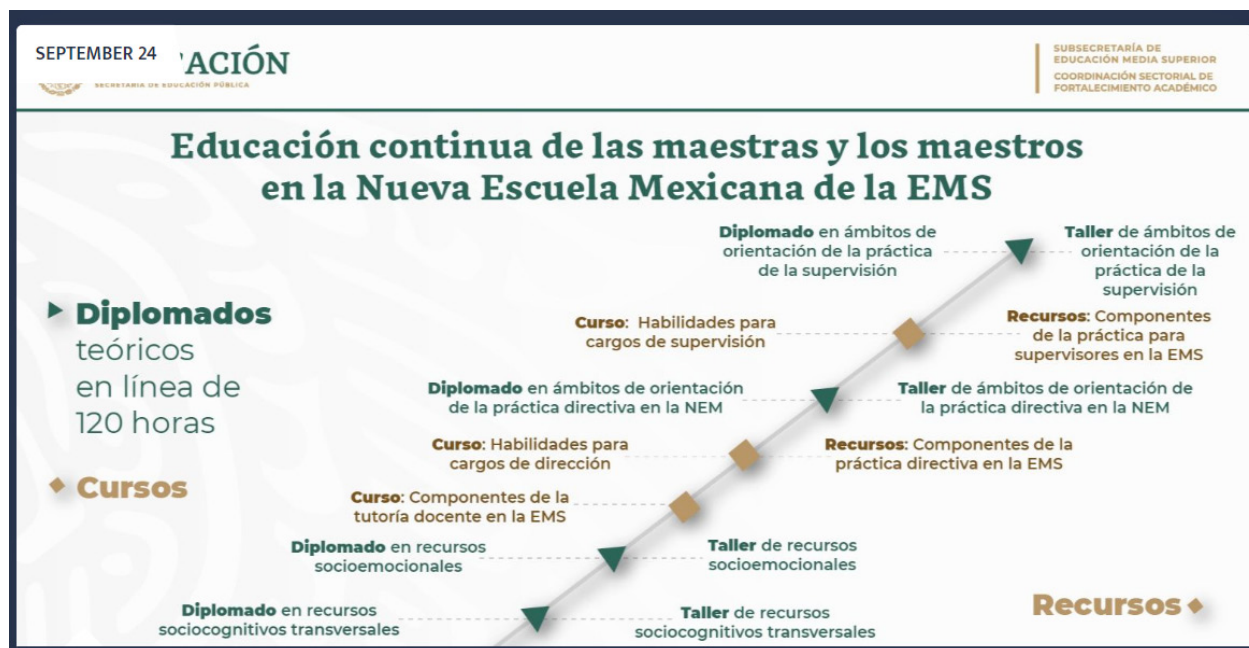 SEPTEMBER 24
ACIÓN
SECRETARÍA DE EDUCACIÓN PÚBLICA
SUBSECRETARÍA DE
EDUCACIÓN MEDIA SUPERIOR
COORDINACIÓN SECTORIAL DE
FORTALECIMIENTO ACADÉMICO
Educación continua de las maestras y los maestros
en la Nueva Escuela Mexicana de la EMS
Diplomado en ámbitos de
orientación de la práctica
de la supervisión
Taller de ámbitos de
orientación de la
práctica de la
supervisión
Diplomados
teóricos
en línea de
120 horas
Curso: Habilidades para
cargos de supervisión
Recursos: Componentes
de la práctica para
supervisores en la EMS
Diplomado en ámbitos de orientación
de la práctica directiva en la NEM
Taller de ámbitos de orientación de
la práctica directiva en la NEM
Curso: Habilidades para
cargos de dirección
Recursos: Componentes de la
práctica directiva en la EMS
Cursos
Curso: Componentes de la
tutoría docente en la EMS
Diplomado en recursos
socioemocionales
Taller de recursos
socioemocionales
Diplomado en recursos
sociocognitivos transversales
Taller de recursos
sociocognitivos transversales
Recursos